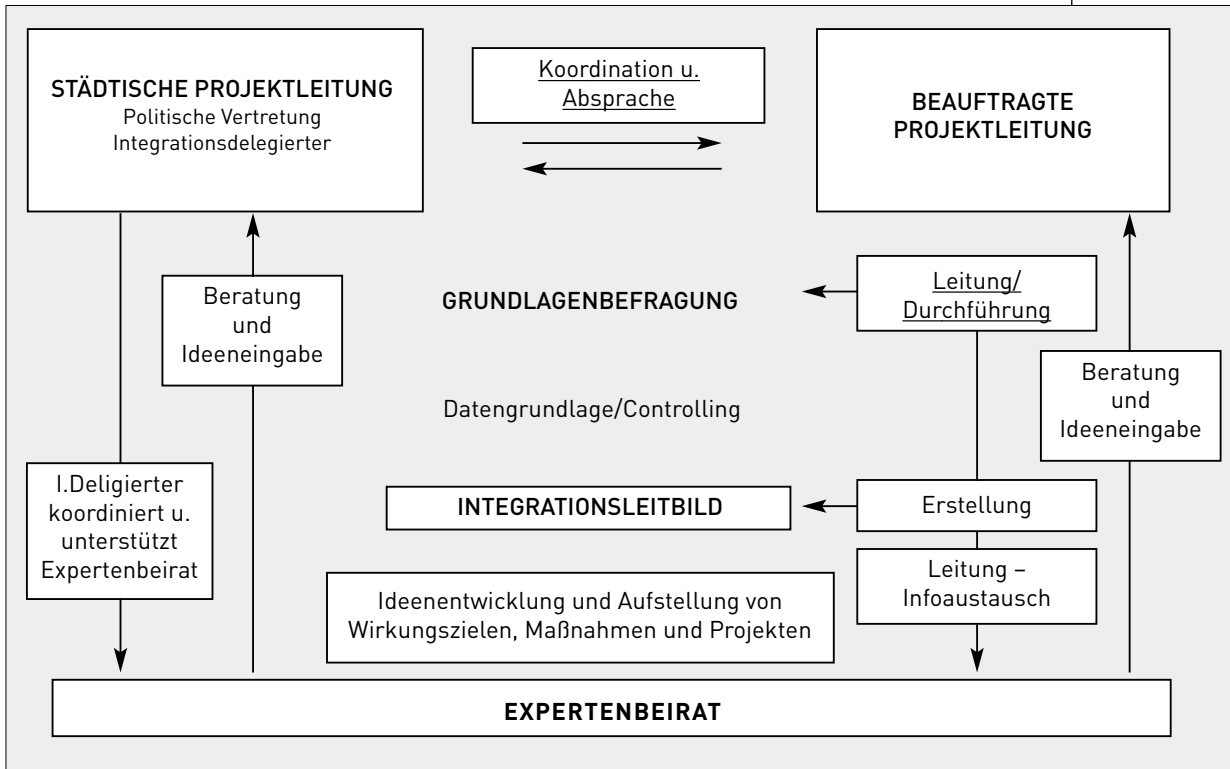 STÄDTISCHE PROJEKTLEITUNG
Politische Vertretung
Integrationsdelegierter
Koordination u.
Absprache
BEAUFTRAGTE
PROJEKTLEITUNG
Beratung
und
Ideeneingabe
GRUNDLAGENBEFRAGUNG
Leitung/
Durchführung
Datengrundlage/Controlling
Beratung
und
Ideeneingabe
I.Deligierter
koordiniert u.
unterstützt
Expertenbeirat
INTEGRATIONSLEITBILD
Erstellung
Leitung –
Infoaustausch
Ideenentwicklung und Aufstellung von
Wirkungszielen, Maßnahmen und Projekten
EXPERTENBEIRAT